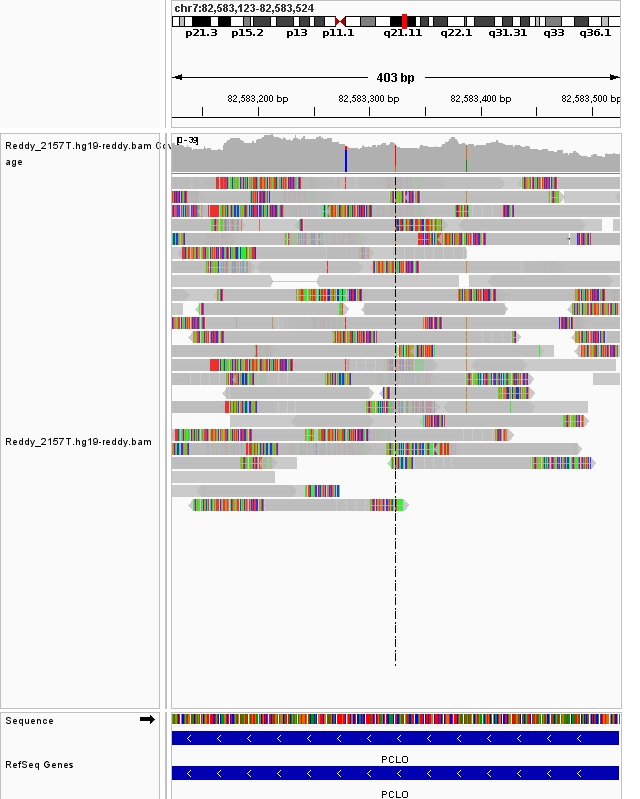 chr7:82,583,123-82,583,524
p21.3 p15.2 p13 p11.1 q21.11 q22.1 q31.31 q33 q36.1
403 bp
82,583,200 bp 82,583,300 bp 82,583,400 bp 82,583,500 bp
Reddy_2157T.hg19-reddy.bam Cov
age
[0-39]
Reddy_2157T.hg19-reddy.bam
Sequence
RefSeq Genes
PCLO
PCLO